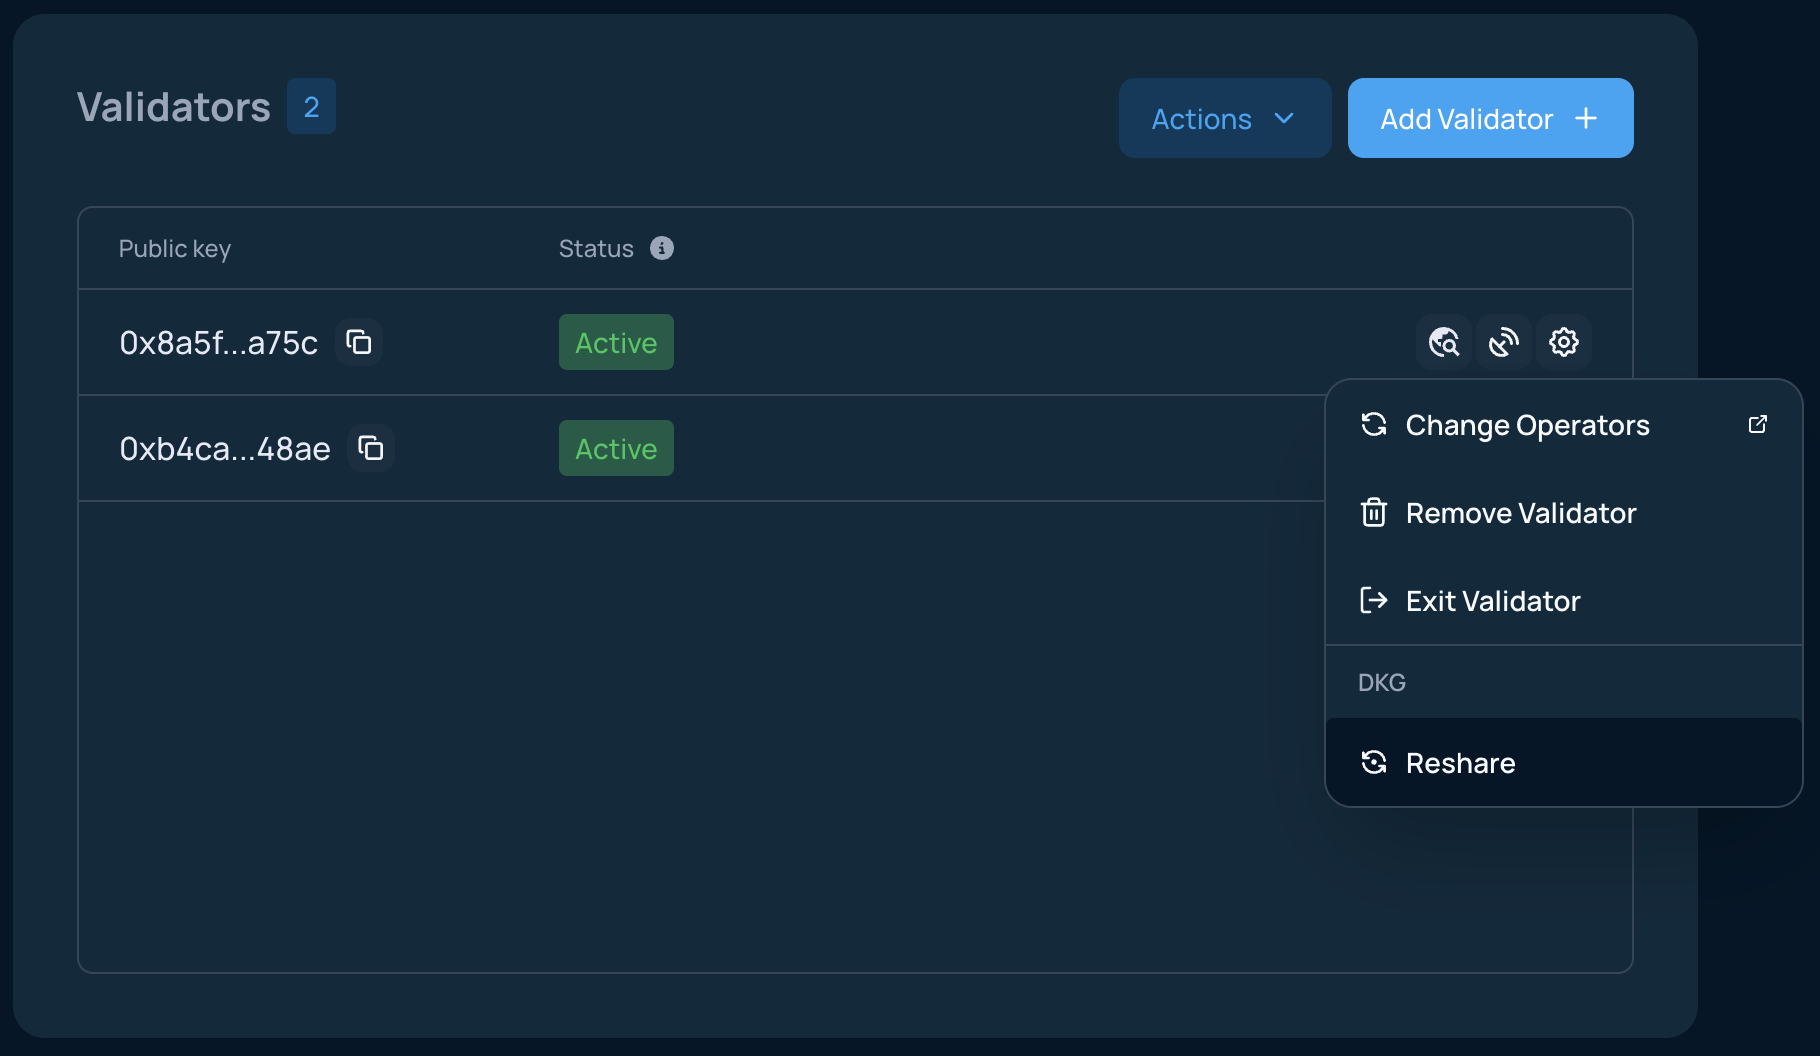 Validators 2
Actions
Add Validator +
Public key Status
0x8a5f...a75c Active
0xb4ca...48ae Active
Change Operators
Remove Validator
Exit Validator
DKG
Reshare